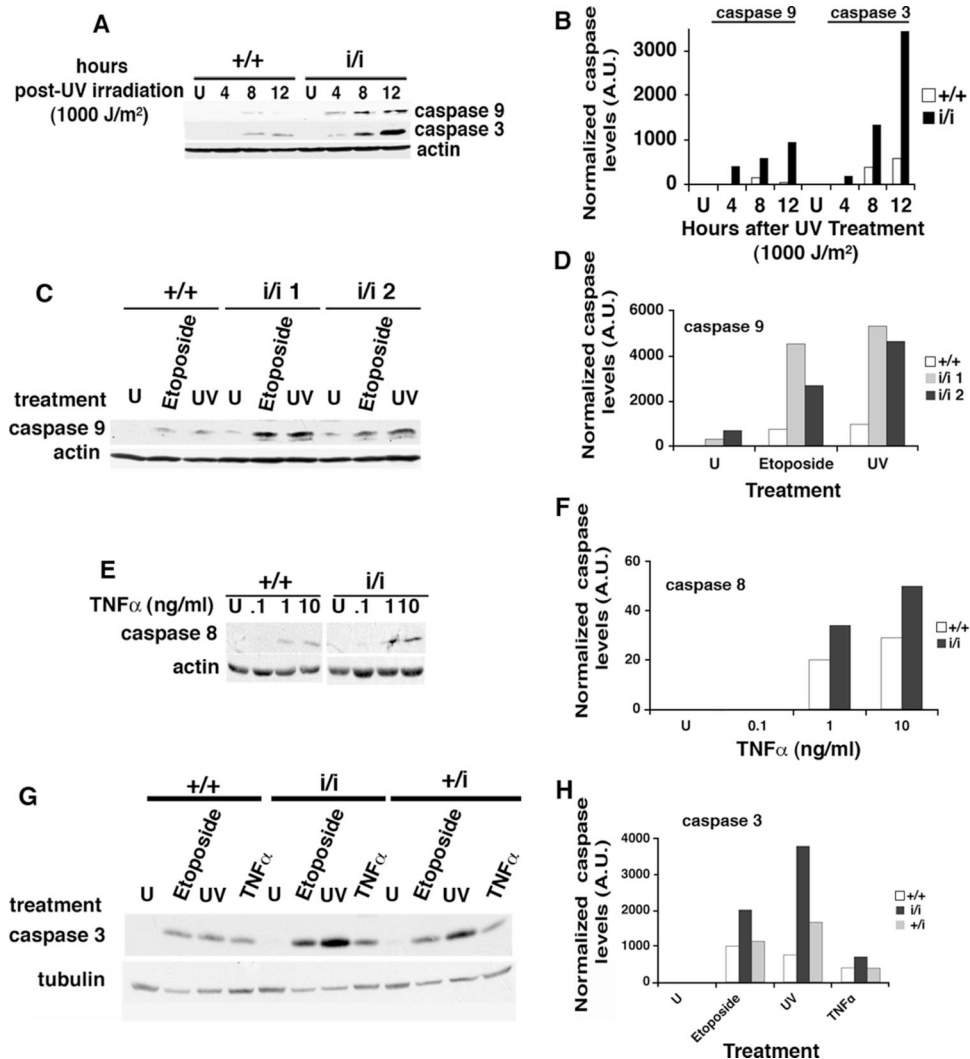 A
+/+ i/i
hours
post-UV irradiation
(1000 J/m²)
U 4 8 12 U 4 8 12
caspase 9
caspase 3
actin
B
caspase 9 caspase 3
Normalized caspase
levels (A.U.)
3000
2000
1000
0
+/+
i/i
U 4 8 12 U 4 8 12
Hours after UV Treatment
(1000 J/m²)
C
+/+ i/i 1 i/i 2
treatment
U Etoposide UV U Etoposide UV U Etoposide UV
caspase 9
actin
D
caspase 9
Normalized caspase
levels (A.U.)
6000
4000
2000
0
+/+
i/i 1
i/i 2
U Etoposide UV
Treatment
E
+/+ i/i
TNFα (ng/ml) U .1 1 10 U .1 1 10
caspase 8
actin
F
caspase 8
Normalized caspase
levels (A.U.)
60
40
20
0
+/+
i/i
U 0.1 1 10
TNFα (ng/ml)
G
+/+ i/i +/i
treatment
U Etoposide UV TNFα U Etoposide UV TNFα U Etoposide UV TNFα
caspase 3
tubulin
H
caspase 3
Normalized caspase
levels (A.U.)
4000
3000
2000
1000
0
+/+
i/i
+/i
U Etoposide UV TNFα
Treatment